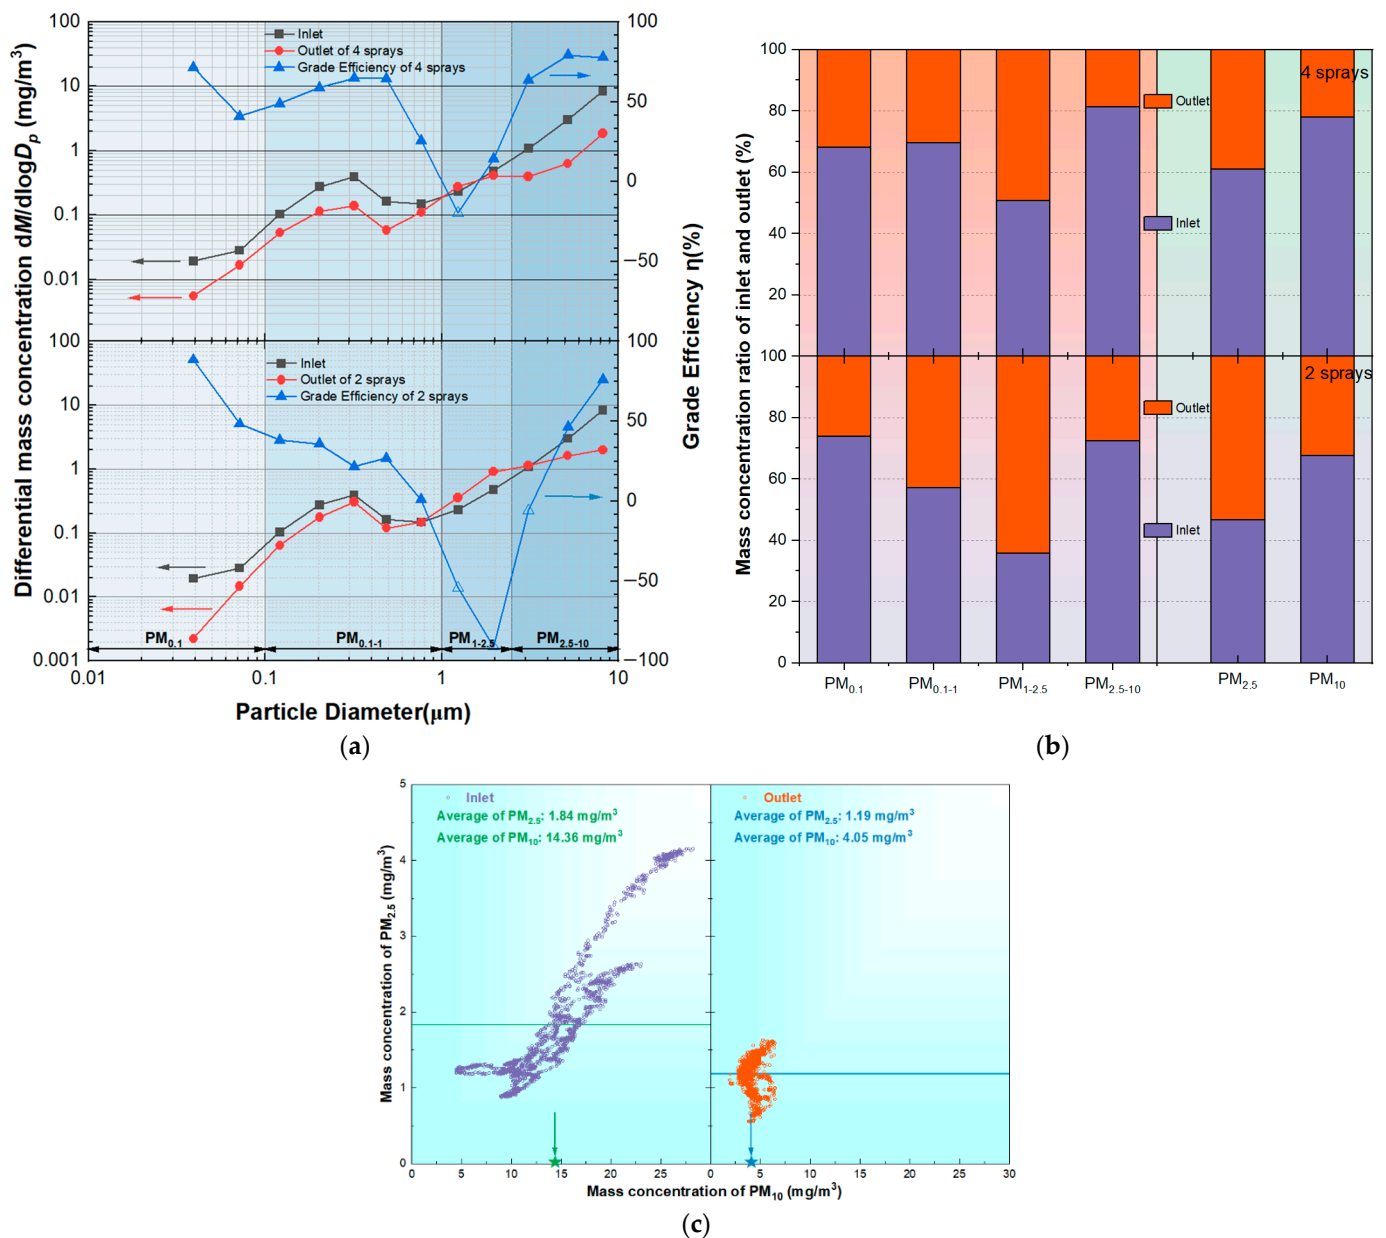 Differential mass concentration dM/dlogDp (mg/m3)
100
10
1
0.1
0.01
100
10
1
0.1
0.01
0.001
Inlet
Outlet of 4 sprays
Grade Efficiency of 4 sprays
Inlet
Outlet of 2 sprays
Grade Efficiency of 2 sprays
PM0.1
PM0.1-1
PM1-2.5
PM2.5-10
0.01
0.1
1
10
Particle Diameter(μm)
100
50
0
−50
100
50
0
−50
−100
Grade Effciency η(%)
(a)
Mass concentration ratio of inlet and outlet (%)
100
80
60
40
20
100
80
60
40
20
0
4 sprays
Outlet
Inlet
2 sprays
Outlet
Inlet
PM0.1
PM0.1-1
PM1-2.5
PM2.5-10
PM2.5
PM10
(b)
Mass concentration of PM2.5 (mg/m3)
5
4
3
2
1
0
Inlet
Average of PM2.5: 1.84 mg/m3
Average of PM10: 14.36 mg/m3
Outlet
Average of PM2.5: 1.19 mg/m3
Average of PM10: 4.05 mg/m3
0 5 10 15 20 25 0 5 10 15 20 25 30
Mass concentration of PM10 (mg/m3)
(c)